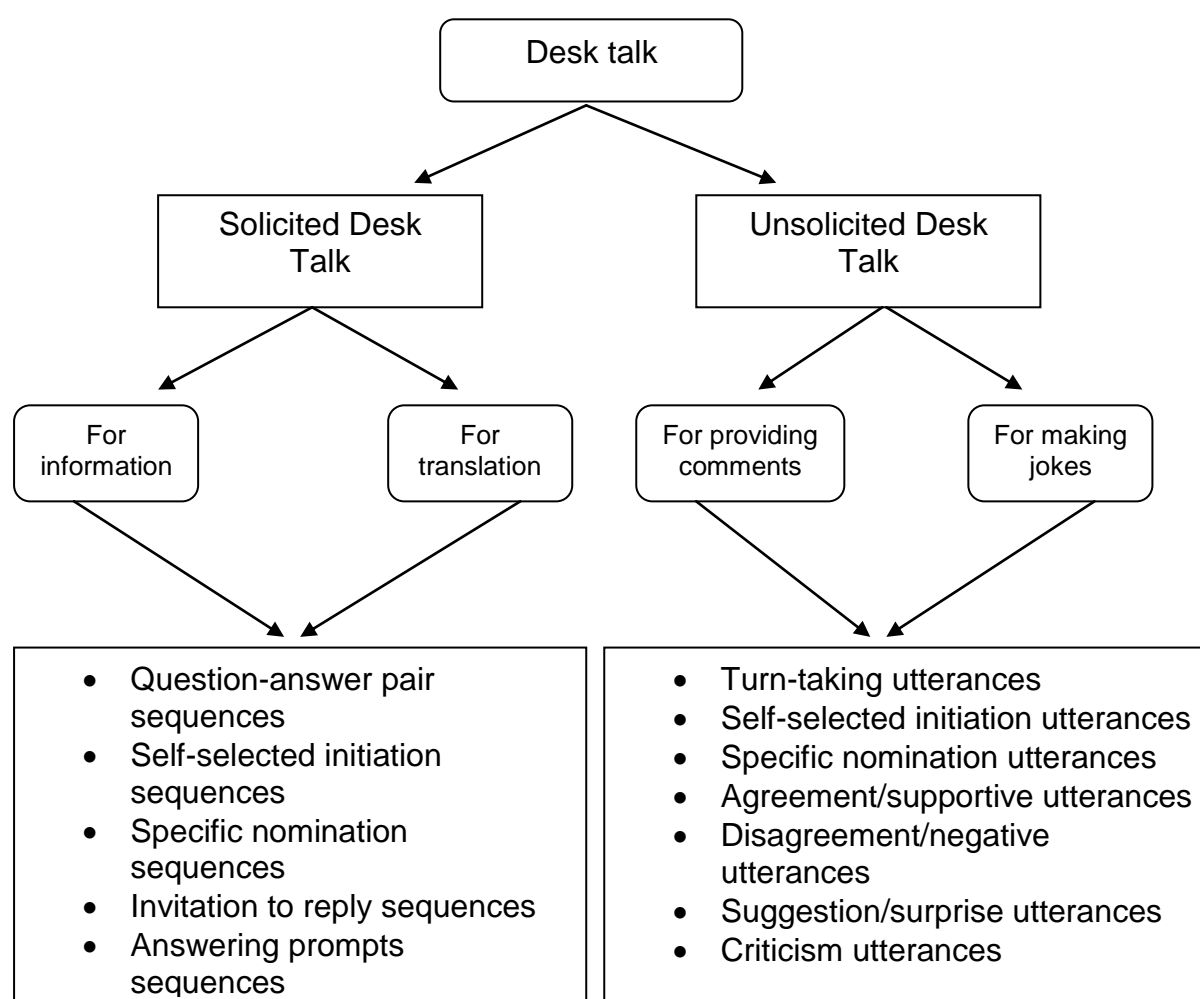 Desk talk
Solicited Desk
Talk
Unsolicited Desk
Talk
For
information
For
translation
For providing
comments
For making
jokes
• Question-answer pair
sequences
• Self-selected initiation
sequences
• Specific nomination
sequences
• Invitation to reply sequences
• Answering prompts
sequences
• Turn-taking utterances
• Self-selected initiation utterances
• Specific nomination utterances
• Agreement/supportive utterances
• Disagreement/negative
utterances
• Suggestion/surprise utterances
• Criticism utterances